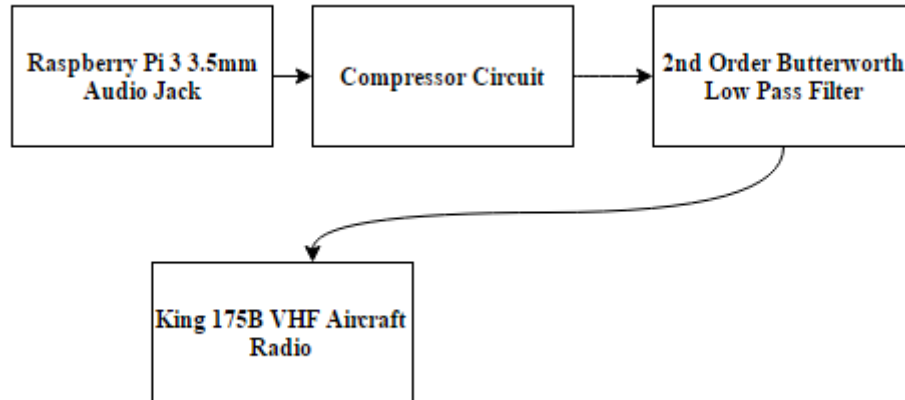 Raspberry Pi 3 3.5mm
Audio Jack
Compressor Circuit
2nd Order Butterworth
Low Pass Filter
King 175B VHF Aircraft
Radio